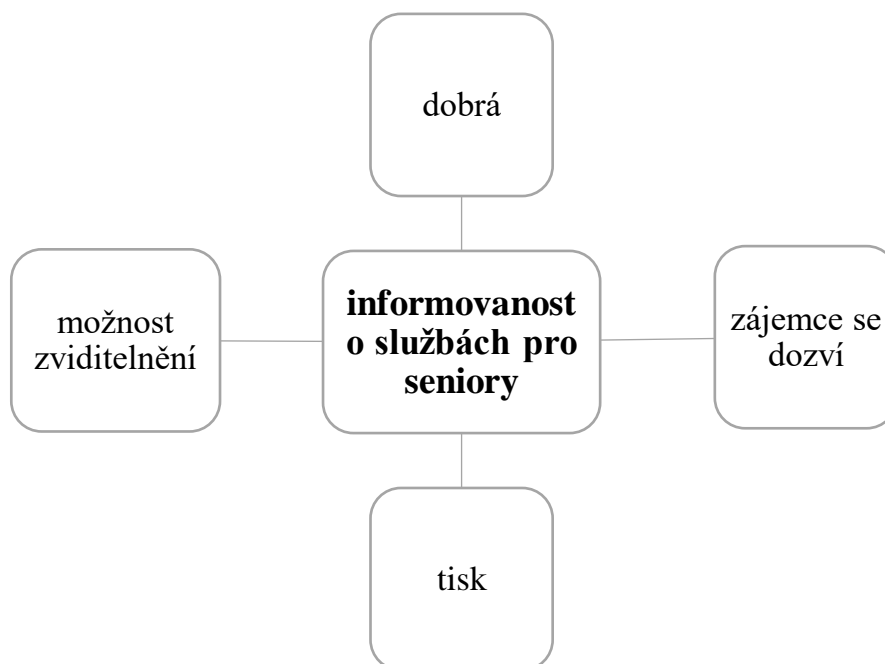 dobrá
možnost
zviditelnění
informovanost
o službách pro
seniory
zájemce se
dozví
tisk